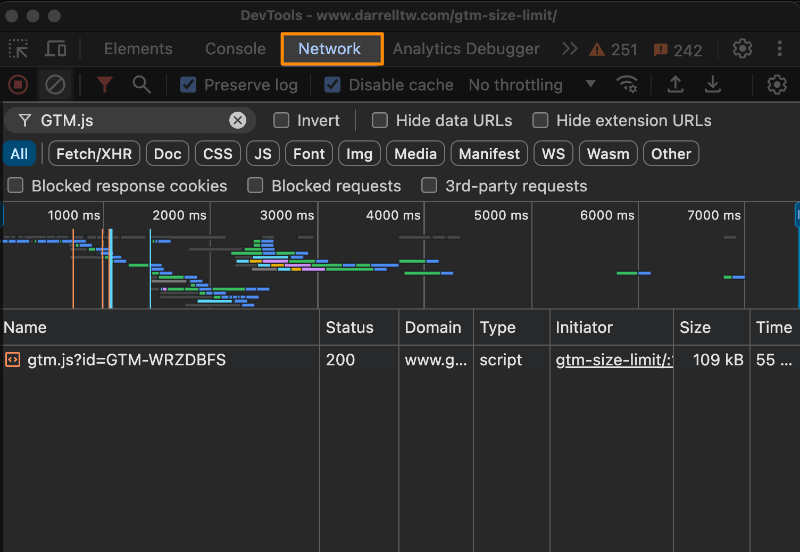 DevTools - www.darrelltw.com/gtm-size-limit/
Elements Console Network Analytics Debugger 251 242
Preserve log Disable cache No throttling
GTM.js Invert Hide data URLs Hide extension URLs
All Fetch/XHR Doc CSS JS Font Img Media Manifest WS Wasm Other
Blocked response cookies Blocked requests 3rd-party requests
1000 ms 2000 ms 3000 ms 4000 ms 5000 ms 6000 ms 7000 ms
Name Status Domain Type Initiator Size Time
gtm.js?id=GTM-WRZDBFS 200 www.g... script gtm-size-limit/: 109 kB 55 ...